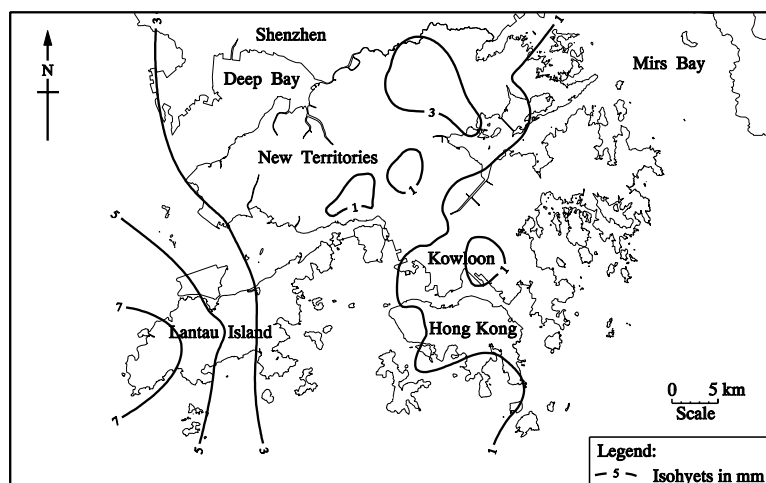 3
Shenzhen
1
N
Deep Bay
Mirs Bay
3
New Territories
1
1
5
Kowloon
1
7
Lantau Island
Hong Kong
0 5 km
Scale
7
5
3
1
Legend:
5 Isohyets in mm